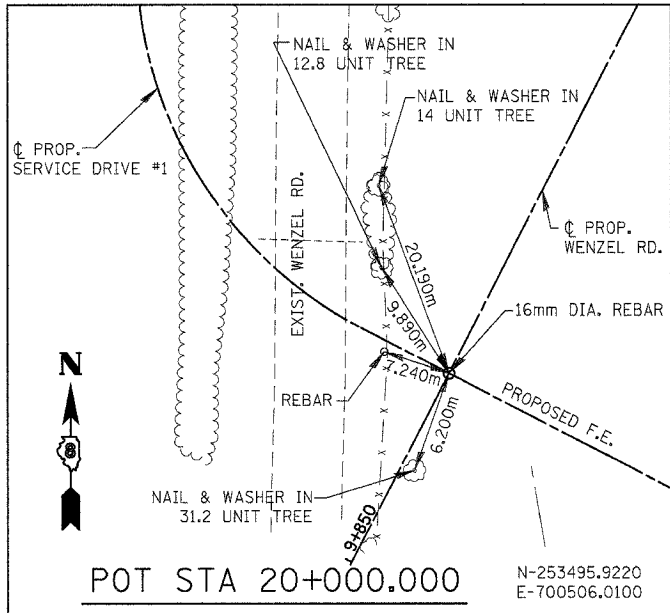 NAIL & WASHER IN
12.8 UNIT TREE
NAIL & WASHER IN
14 UNIT TREE
℄ PROP.
SERVICE DRIVE #1
℄ PROP.
WENZEL RD.
EXIST. WENZEL RD.
20.190m
9.890m
16mm DIA. REBAR
7.240m
REBAR
PROPOSED F.E.
6.200m
N
8
NAIL & WASHER IN
31.2 UNIT TREE
19+850
POT STA 20+000.000
N-253495.9220
E-700506.0100